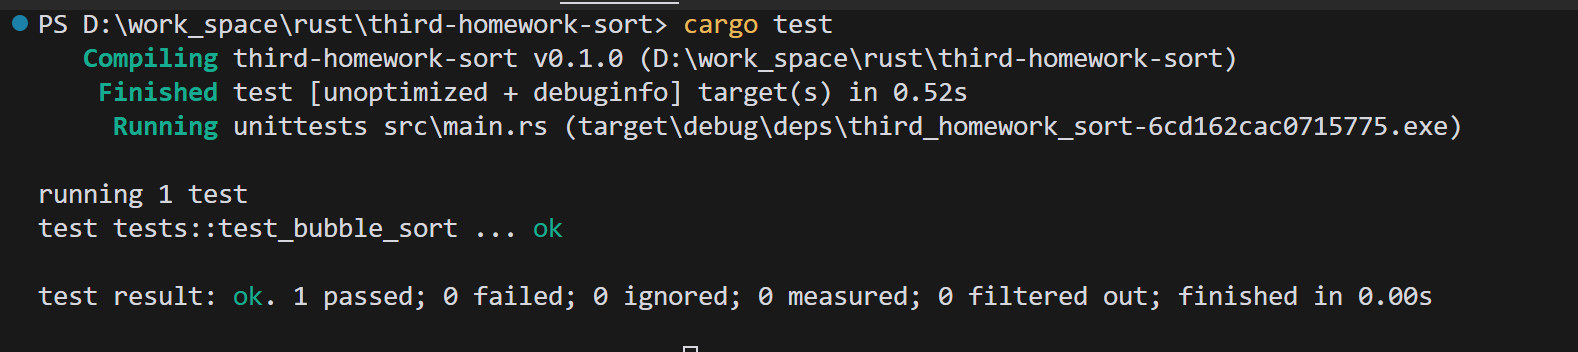 PS D:\work_space\rust\third-homework-sort> cargo test
Compiling third-homework-sort v0.1.0 (D:\work_space\rust\third-homework-sort)
Finished test [unoptimized + debuginfo] target(s) in 0.52s
Running unittests src\main.rs (target\debug\deps\third_homework_sort-6cd162cac0715775.exe)
running 1 test
test tests::test_bubble_sort ... ok
test result: ok. 1 passed; 0 failed; 0 ignored; 0 measured; 0 filtered out; finished in 0.00s